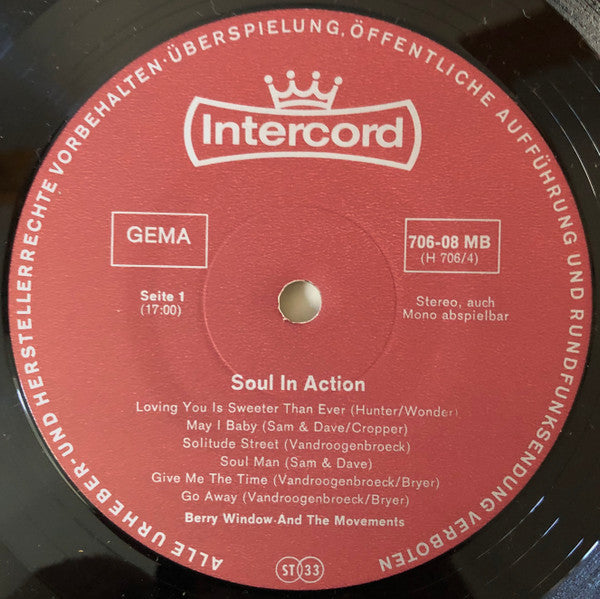 ALLE URHEBER- UND HERSTELLERRECHTE VORBEHALTEN · ÜBERSPIELUNG, ÖFFENTLICHE AUFFÜHRUNG UND RUNDFUNKSENDUNG VERBOTEN
Intercord
GEMA
706-08 MB
(H 706/4)
Seite 1
(17:00)
Stereo, auch
Mono abspielbar
Soul In Action
Loving You Is Sweeter Than Ever (Hunter/Wonder)
May I Baby (Sam & Dave/Cropper)
Solitude Street (Vandroogenbroeck)
Soul Man (Sam & Dave)
Give Me The Time (Vandroogenbroeck/Bryer)
Go Away (Vandroogenbroeck/Bryer)
Berry Window·And The Movements
ST 33